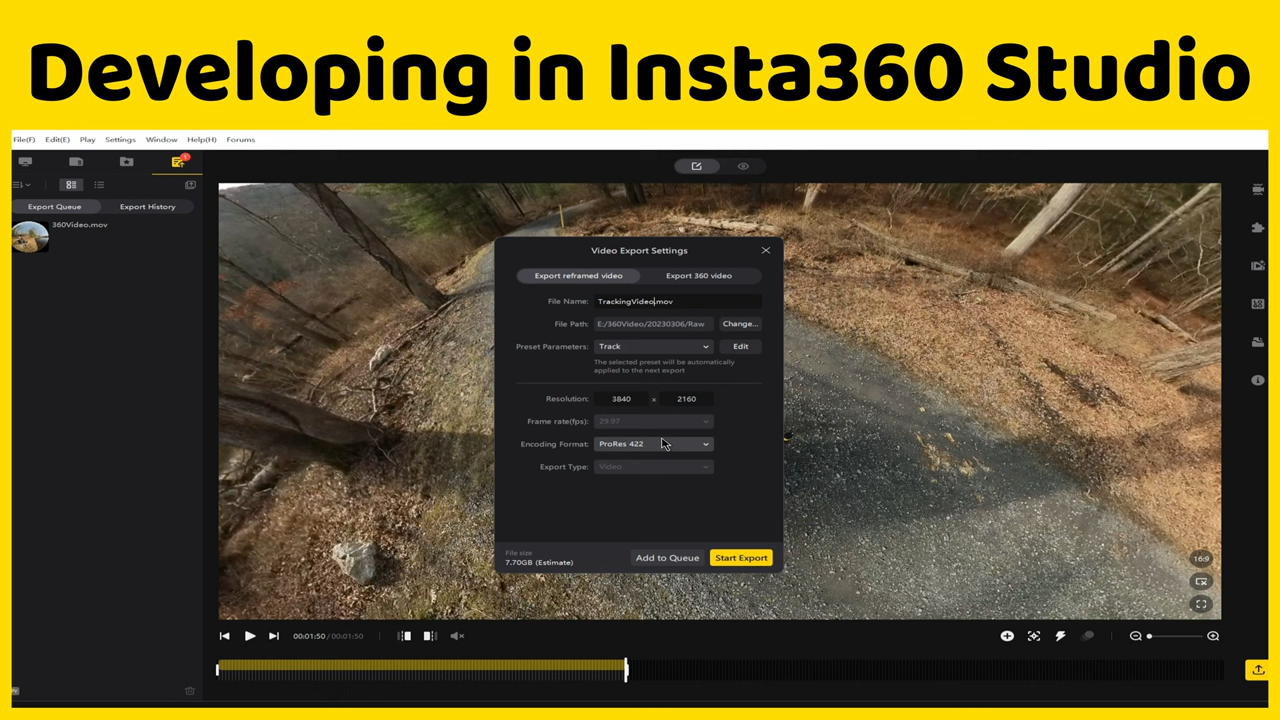 Developing in Insta360 Studio
File(F) Edit(E) Play Settings Window Help(H) Forums
1
Export Queue Export History
360Video.mov
Video Export Settings
Export reframed video Export 360 video
File Name: TrackingVideo.mov
File Path: E:/360Video/20230306/Raw Change...
Preset Parameters: Track Edit
The selected preset will be automatically
applied to the next export
Resolution: 3840 x 2160
Frame rate(fps): 29.97
Encoding Format: ProRes 422
Export Type: Video
File size
7.70GB (Estimate)
Add to Queue Start Export
16:9
00:01:50 / 00:01:50